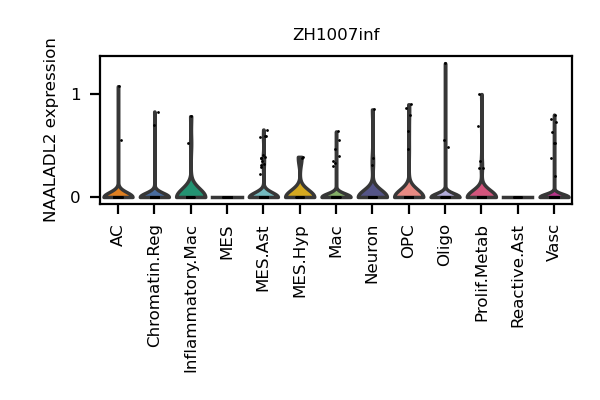 ZH1007inf
NAALADL2 expression
1
0
AC
Chromatin.Reg
Inflammatory.Mac
MES
MES.Ast
MES.Hyp
Mac
Neuron
OPC
Oligo
Prolif.Metab
Reactive.Ast
Vasc